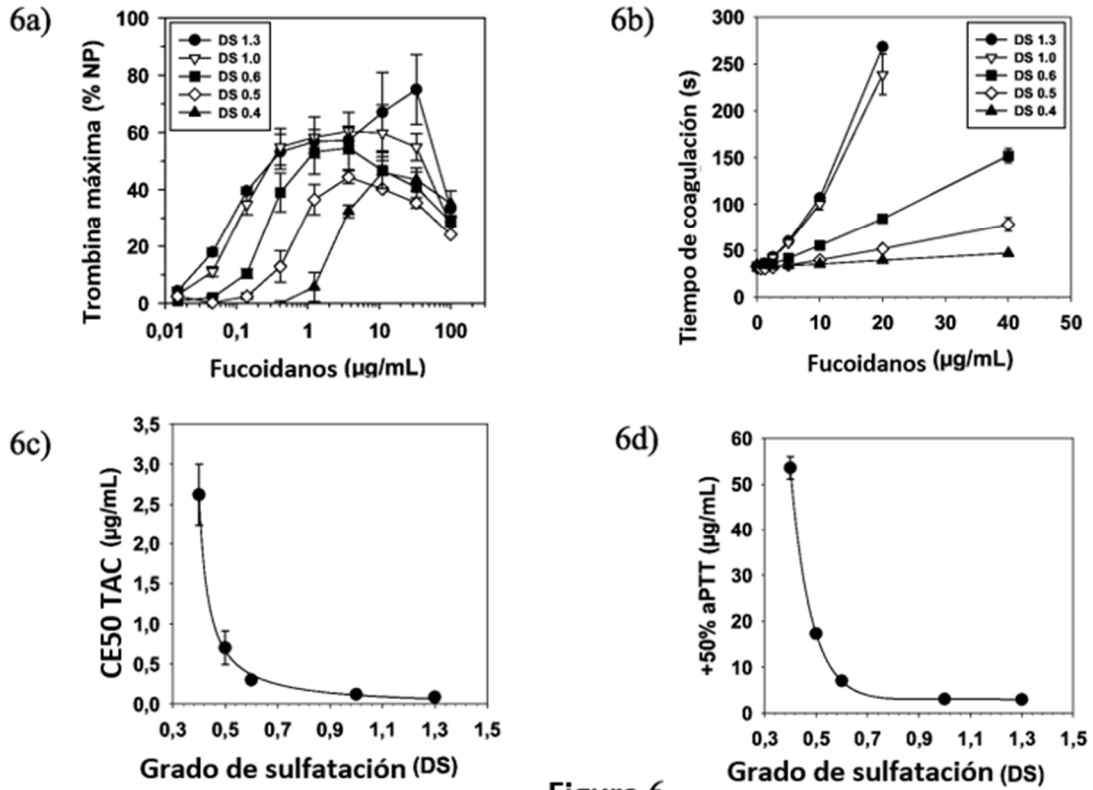 6a)
Trombina máxima (% NP)
100
80
60
40
20
0
DS 1.3
DS 1.0
DS 0.6
DS 0.5
DS 0.4
0,01 0,1 1 10 100
Fucoidanos (µg/mL)
6b)
Tiempo de coagulación (s)
300
250
200
150
100
50
0
DS 1.3
DS 1.0
DS 0.6
DS 0.5
DS 0.4
0 10 20 30 40 50
Fucoidanos (µg/mL)
6c)
CE50 TAC (µg/mL)
3,5
3,0
2,5
2,0
1,5
1,0
0,5
0,0
0,3 0,5 0,7 0,9 1,1 1,3 1,5
Grado de sulfatación (DS)
6d)
+50% aPTT (µg/mL)
60
50
40
30
20
10
0
0,3 0,5 0,7 0,9 1,1 1,3 1,5
Grado de sulfatación (DS)
Figura 6